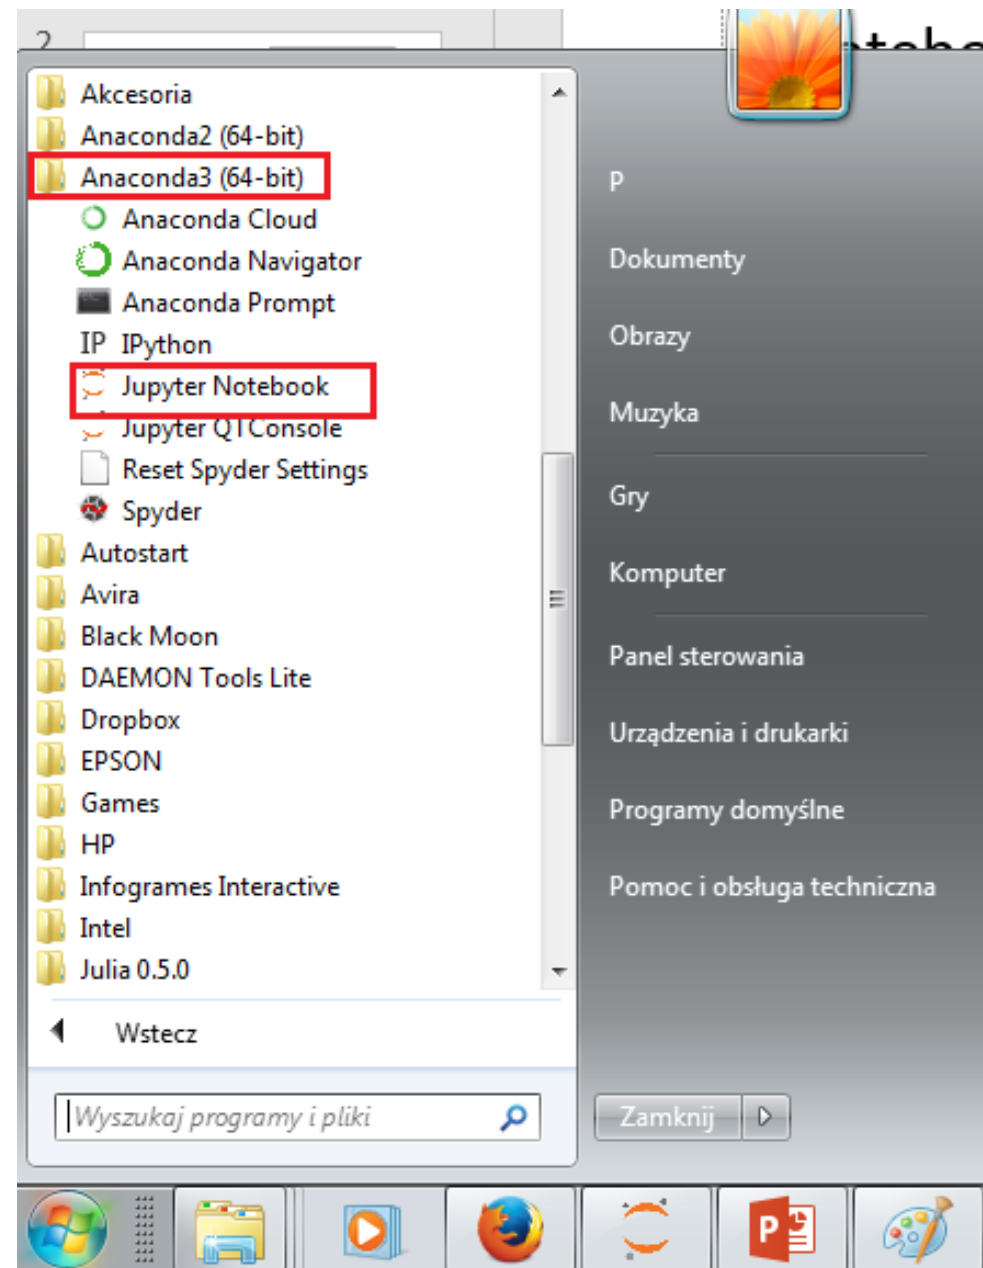 2
Akcesoria
Anaconda2 (64-bit)
Anaconda3 (64-bit)
Anaconda Cloud
Anaconda Navigator
Anaconda Prompt
IP IPython
Jupyter Notebook
Jupyter QTConsole
Reset Spyder Settings
Spyder
Autostart
Avira
Black Moon
DAEMON Tools Lite
Dropbox
EPSON
Games
HP
Infogrames Interactive
Intel
Julia 0.5.0
Wstecz
Wyszukaj programy i pliki
P
Dokumenty
Obrazy
Muzyka
Gry
Komputer
Panel sterowania
Urządzenia i drukarki
Programy domyślne
Pomoc i obsługa techniczna
Zamknij
P